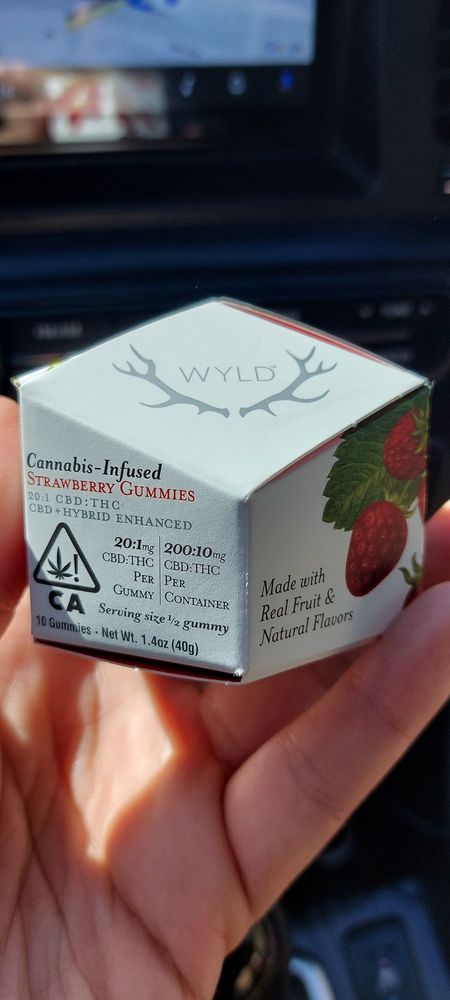 WYLD™
Cannabis-Infused
Strawberry Gummies
20:1 CBD:THC
CBD + HYBRID ENHANCED
20:1mg
CBD:THC
Per
Gummy
200:10mg
CBD:THC
Per
Container
CA
Serving size ½ gummy
10 Gummies • Net Wt. 1.4oz (40g)
Made with
Real Fruit &
Natural Flavors